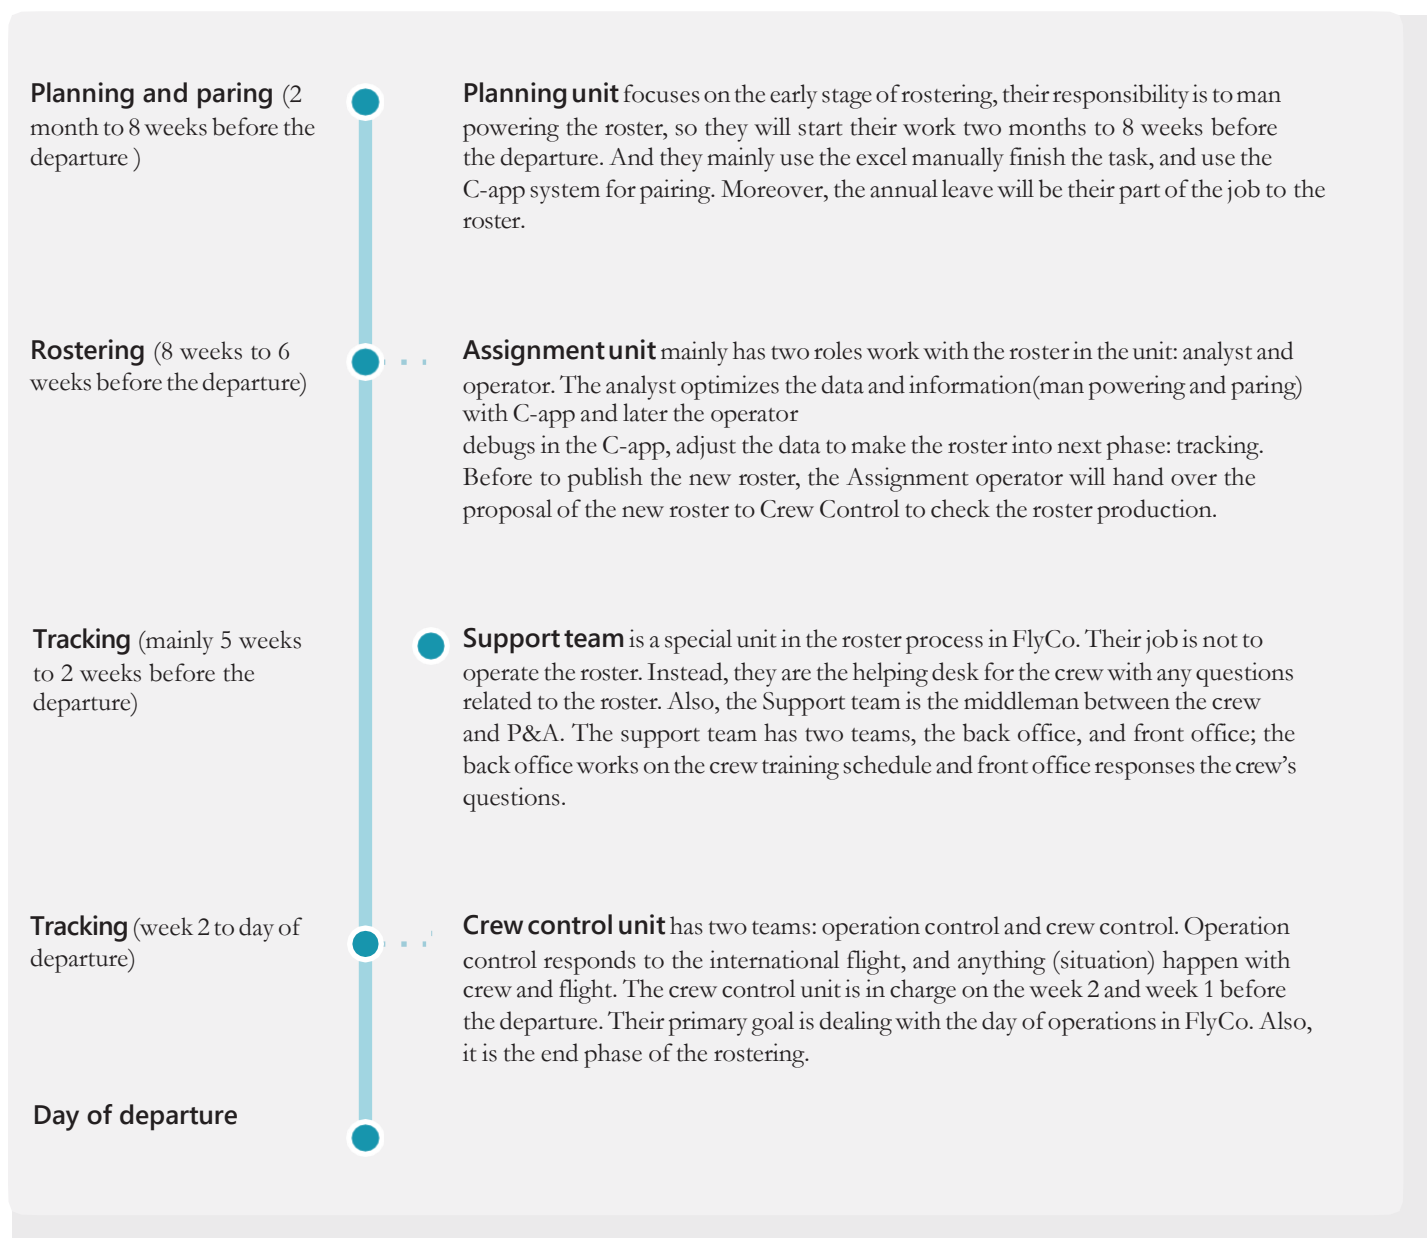 Planning and paring (2
month to 8 weeks before the
departure )
Planning unit focuses on the early stage of rostering, their responsibility is to man
powering the roster, so they will start their work two months to 8 weeks before
the departure. And they mainly use the excel manually finish the task, and use the
C-app system for pairing. Moreover, the annual leave will be their part of the job to the
roster.
Rostering (8 weeks to 6
weeks before the departure)
Assignment unit mainly has two roles work with the roster in the unit: analyst and
operator. The analyst optimizes the data and information(man powering and paring)
with C-app and later the operator
debugs in the C-app, adjust the data to make the roster into next phase: tracking.
Before to publish the new roster, the Assignment operator will hand over the
proposal of the new roster to Crew Control to check the roster production.
Tracking (mainly 5 weeks
to 2 weeks before the
departure)
Support team is a special unit in the roster process in FlyCo. Their job is not to
operate the roster. Instead, they are the helping desk for the crew with any questions
related to the roster. Also, the Support team is the middleman between the crew
and P&A. The support team has two teams, the back office, and front office; the
back office works on the crew training schedule and front office responses the crew's
questions.
Tracking (week 2 to day of
departure)
Crew control unit has two teams: operation control and crew control. Operation
control responds to the international flight, and anything (situation) happen with
crew and flight. The crew control unit is in charge on the week 2 and week 1 before
the departure. Their primary goal is dealing with the day of operations in FlyCo. Also,
it is the end phase of the rostering.
Day of departure